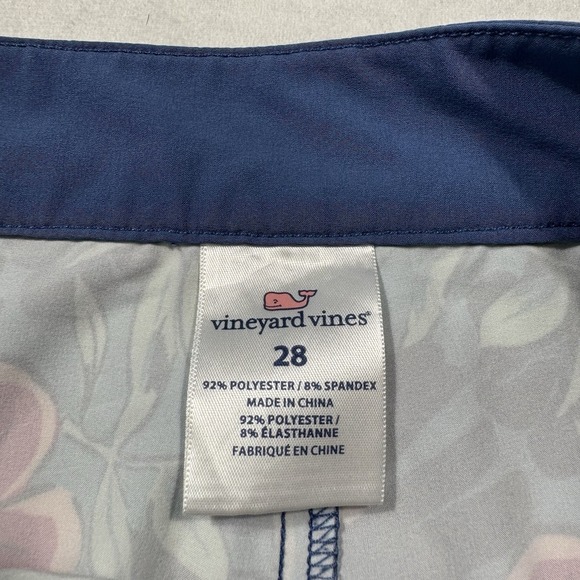 vineyard vines®
28
92% POLYESTER / 8% SPANDEX
MADE IN CHINA
92% POLYESTER /
8% ÉLASTHANNE
FABRIQUÉ EN CHINE